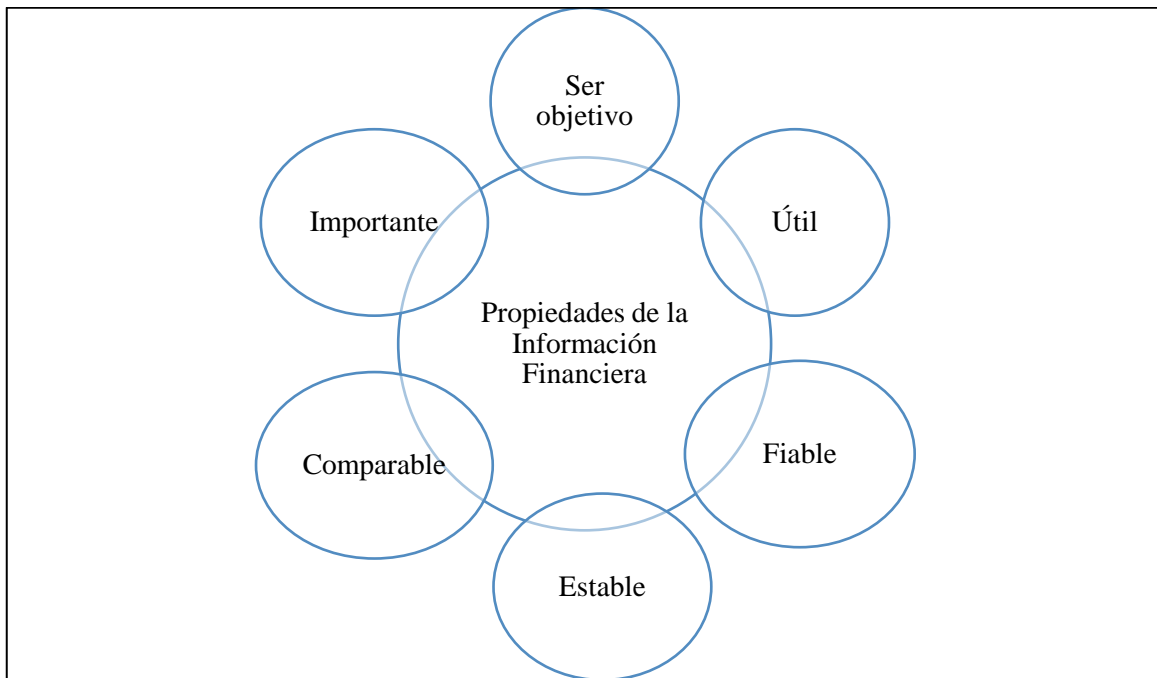 Ser
objetivo
Útil
Fiable
Estable
Comparable
Importante
Propiedades de la
Información
Financiera